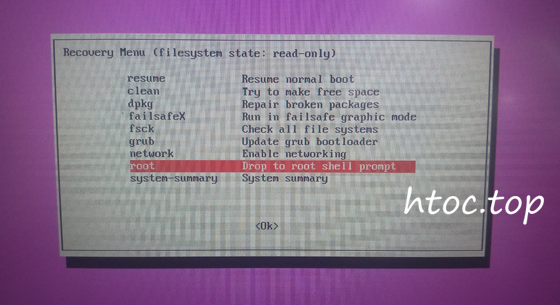 Recovery Menu (filesystem state: read-only)
resume Resume normal boot
clean Try to make free space
dpkg Repair broken packages
failsafeX Run in failsafe graphic mode
fsck Check all file systems
grub Update grub bootloader
network Enable networking
root Drop to root shell prompt
system-summary System summary
<Ok>
htoc.top